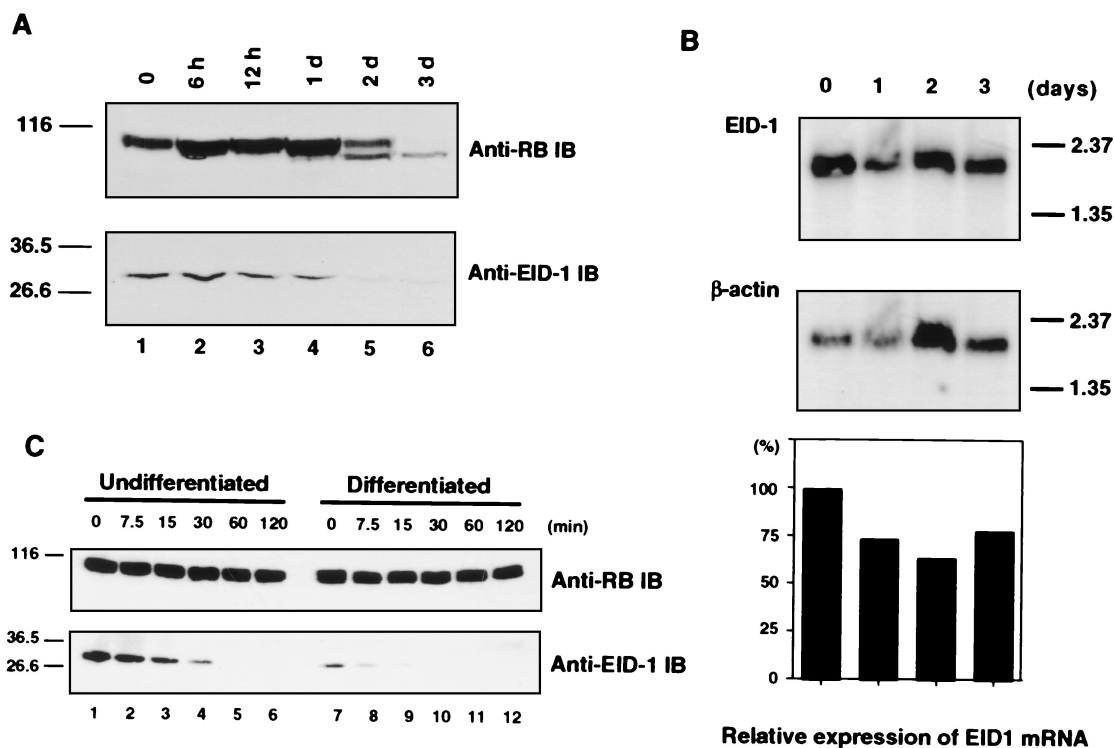 A
0 6 h 12 h 1 d 2 d 3 d
116
Anti-RB IB
36.5
26.6
Anti-EID-1 IB
1 2 3 4 5 6
B
0 1 2 3 (days)
EID-1
2.37
1.35
β-actin
2.37
1.35
(%)
100
75
50
25
0
Relative expression of EID1 mRNA
C
Undifferentiated Differentiated
0 7.5 15 30 60 120 0 7.5 15 30 60 120 (min)
116
Anti-RB IB
36.5
26.6
Anti-EID-1 IB
1 2 3 4 5 6 7 8 9 10 11 12